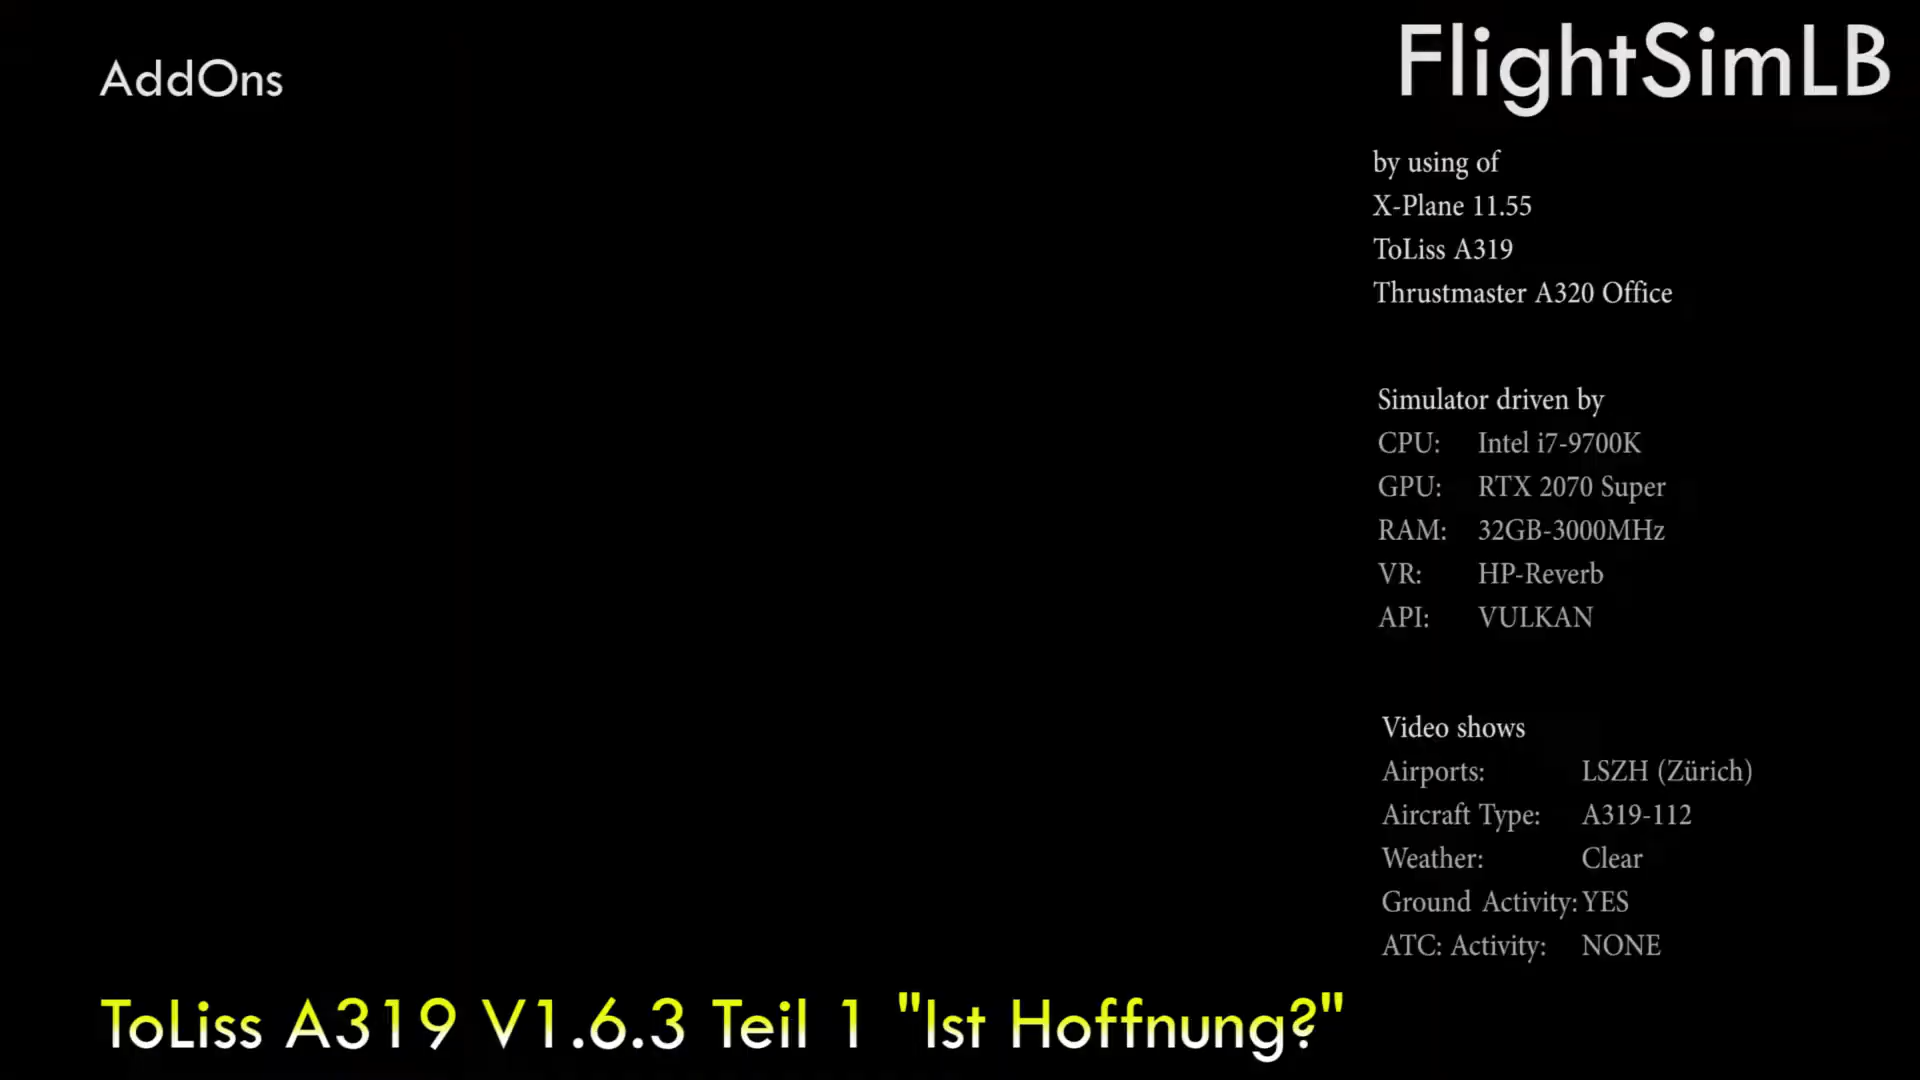 AddOns
FlightSimLB
by using of
X-Plane 11.55
ToLiss A319
Thrustmaster A320 Office
Simulator driven by
CPU: Intel i7-9700K
GPU: RTX 2070 Super
RAM: 32GB-3000MHz
VR: HP-Reverb
API: VULKAN
Video shows
Airports: LSZH (Zürich)
Aircraft Type: A319-112
Weather: Clear
Ground Activity: YES
ATC: Activity: NONE
ToLiss A319 V1.6.3 Teil 1 "Ist Hoffnung?"